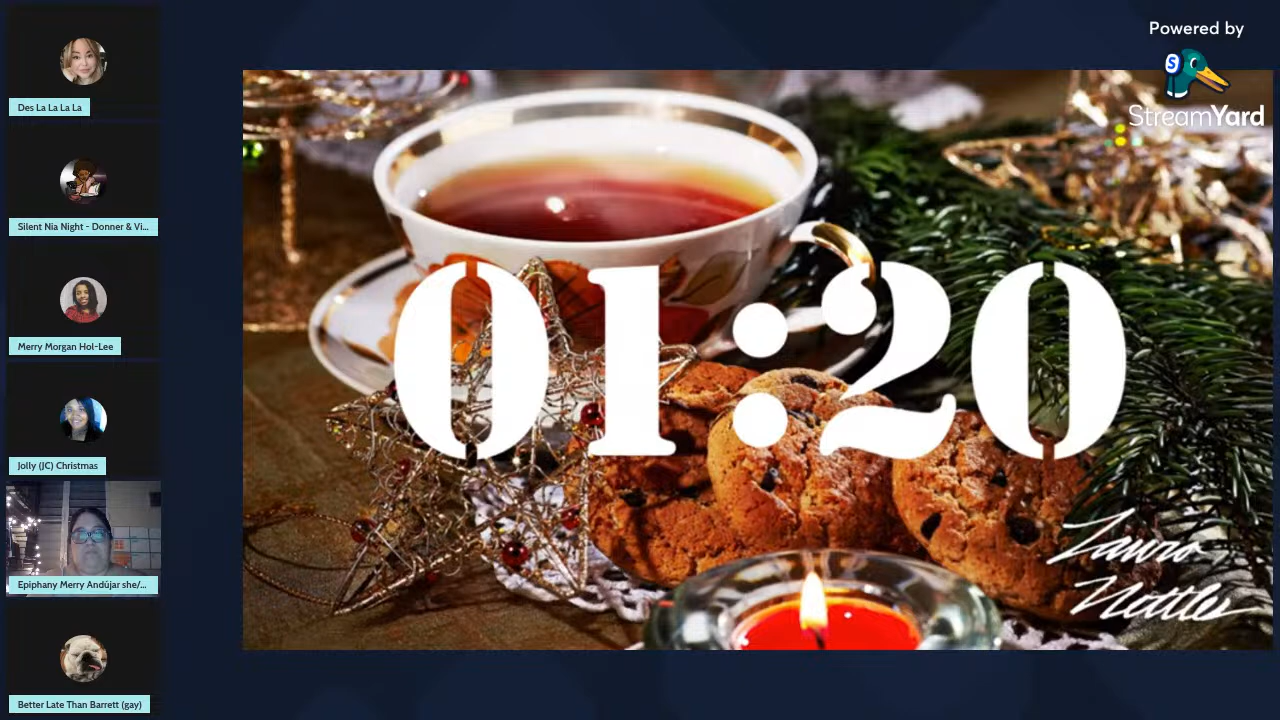 Powered by
StreamYard
Des La La La La
Silent Nia Night - Donner & Vi...
Merry Morgan Hol-Lee
Jolly (JC) Christmas
Epiphany Merry Andújar she/...
Better Late Than Barrett (gay)
01:20
Laura
Nettles